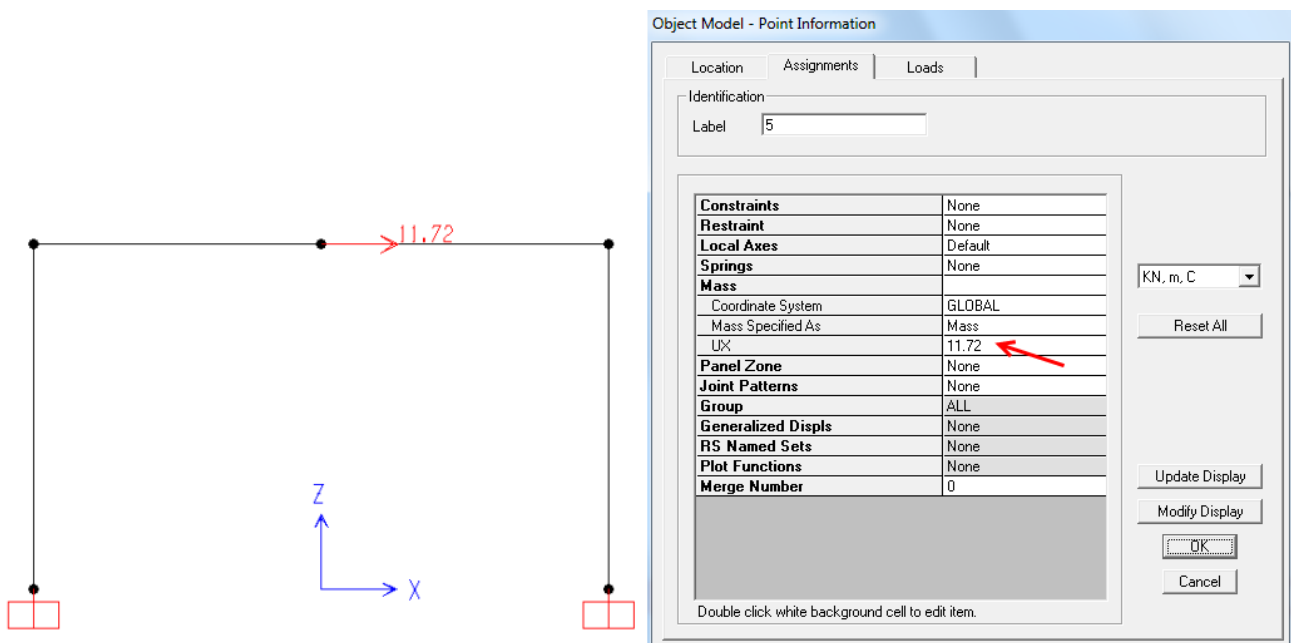 11.72
Z
X
Object Model - Point Information
Location Assignments Loads
Identification
Label 5
Constraints None
Restraint None
Local Axes Default
Springs None
Mass
Coordinate System GLOBAL
Mass Specified As Mass
UX 11.72
Panel Zone None
Joint Patterns None
Group ALL
Generalized Displs None
RS Named Sets None
Plot Functions None
Merge Number 0
Double click white background cell to edit item.
KN, m, C
Reset All
Update Display
Modify Display
OK
Cancel